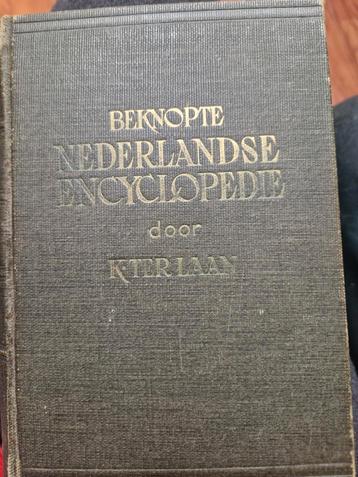 BEKNOPTE
NEDERLANDSE
ENCYCLOPEDIE
door
K. TER LAAN